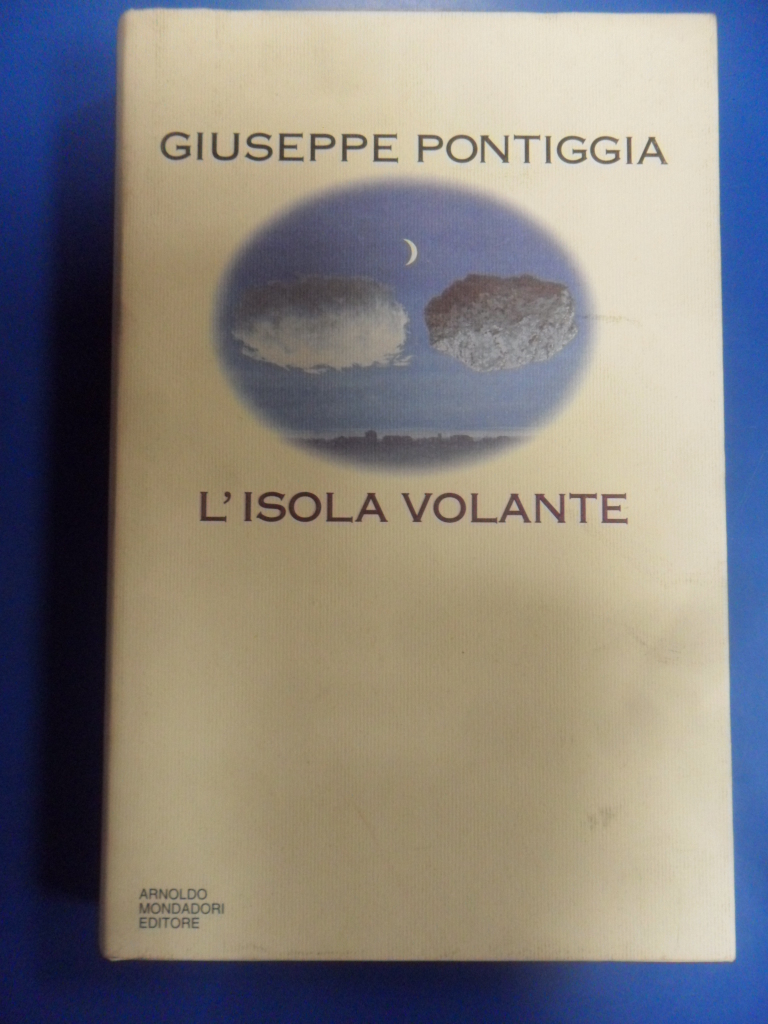 GIUSEPPE PONTIGGIA
L'ISOLA VOLANTE
ARNOLDO
MONDADORI
EDITORE